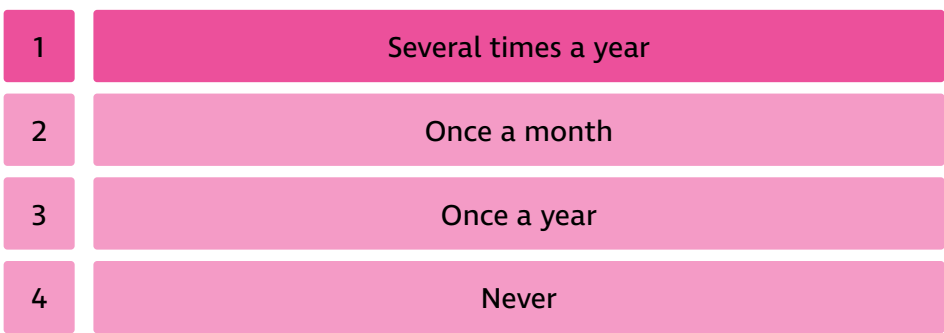 1 Several times a year
2 Once a month
3 Once a year
4 Never